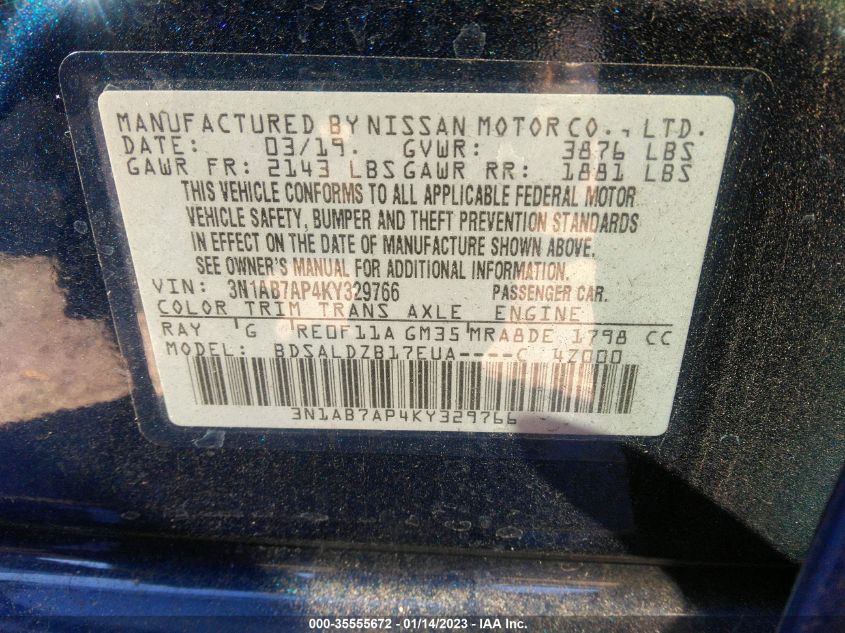 MANUFACTURED BY NISSAN MOTOR CO., LTD.
DATE: 03/19. GVWR: 3876 LBS
GAWR FR: 2143 LBS GAWR RR: 1881 LBS
THIS VEHICLE CONFORMS TO ALL APPLICABLE FEDERAL MOTOR
VEHICLE SAFETY, BUMPER AND THEFT PREVENTION STANDARDS
IN EFFECT ON THE DATE OF MANUFACTURE SHOWN ABOVE.
SEE OWNER'S MANUAL FOR ADDITIONAL INFORMATION.
VIN: 3N1AB7AP4KY329766 PASSENGER CAR.
COLOR TRIM TRANS AXLE ENGINE
RAY 'G RE0F11A GM35 MRA8DE 1798 CC
MODEL: BDSALDZB17EUA----C 4Z000
3N1AB7AP4KY329766
000-35555672 - 01/14/2023 - IAA Inc.